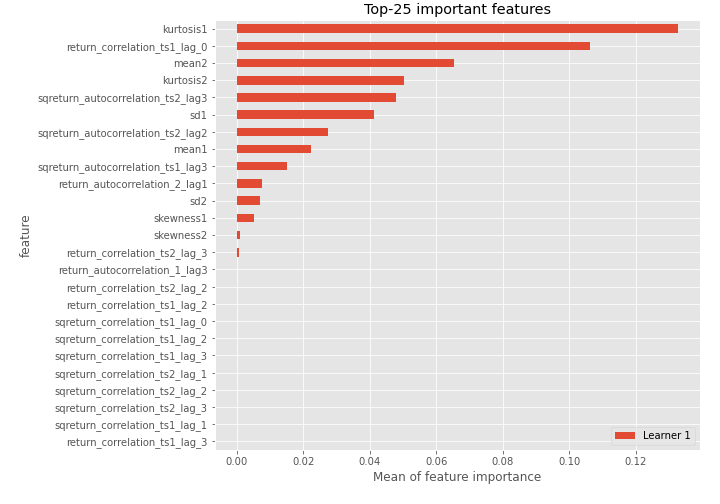 Top-25 important features
kurtosis1
return_correlation_ts1_lag_0
mean2
kurtosis2
sqreturn_autocorrelation_ts2_lag3
sd1
sqreturn_autocorrelation_ts2_lag2
mean1
sqreturn_autocorrelation_ts1_lag3
return_autocorrelation_2_lag1
sd2
skewness1
skewness2
return_correlation_ts2_lag_3
return_autocorrelation_1_lag3
return_correlation_ts2_lag_2
return_correlation_ts1_lag_2
sqreturn_correlation_ts1_lag_0
sqreturn_correlation_ts1_lag_2
sqreturn_correlation_ts1_lag_3
sqreturn_correlation_ts2_lag_1
sqreturn_correlation_ts2_lag_2
sqreturn_correlation_ts2_lag_3
sqreturn_correlation_ts1_lag_1
return_correlation_ts1_lag_3
feature
Learner 1
0.00 0.02 0.04 0.06 0.08 0.10 0.12
Mean of feature importance